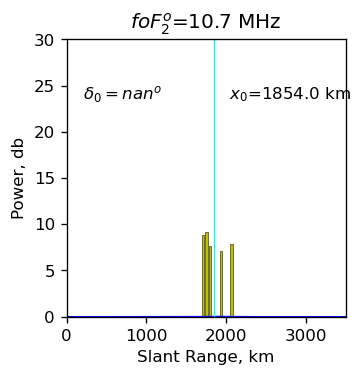 foF₂ᵒ=10.7 MHz
30
δ₀ = nanᵒ
x₀=1854.0 km
25
20
15
10
5
0
Power, db
0 1000 2000 3000
Slant Range, km